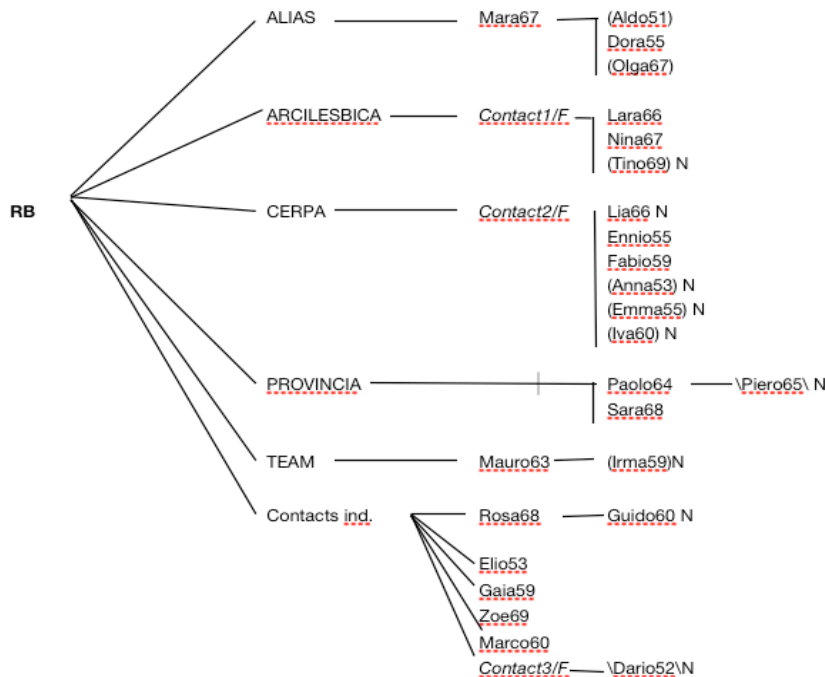 ALIAS Mara67 (Aldo51)
Dora55
(Olga67)
ARCILESBICA Contact1/F Lara66
Nina67
(Tino69) N
RB
CERPA Contact2/F Lia66 N
Ennio55
Fabio59
(Anna53) N
(Emma55) N
(Iva60) N
PROVINCIA Paolo64 \Piero65\ N
Sara68
TEAM Mauro63 (Irma59)N
Contacts ind. Rosa68 Guido60 N
Elio53
Gaia59
Zoe69
Marco60
Contact3/F \Dario52\N